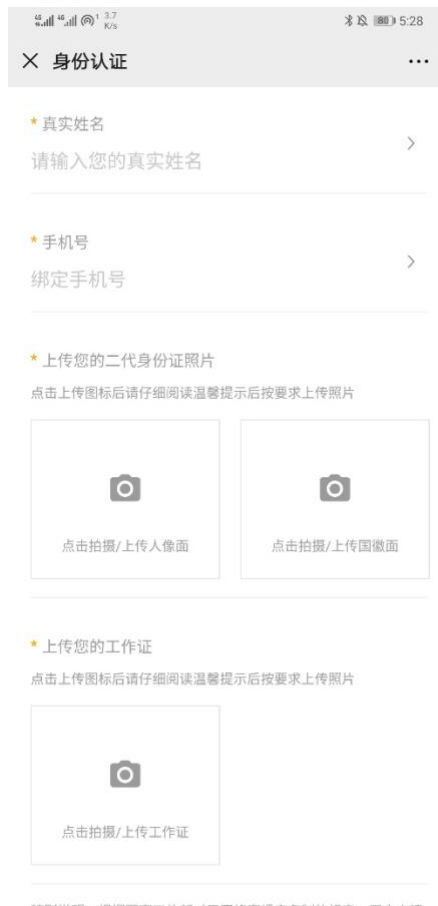 46 46 1 3.7 K/s 80 5:28
身份认证
* 真实姓名
请输入您的真实姓名
* 手机号
绑定手机号
* 上传您的二代身份证照片
点击上传图标后请仔细阅读温馨提示后按要求上传照片
点击拍摄/上传人像面 点击拍摄/上传国徽面
* 上传您的工作证
点击上传图标后请仔细阅读温馨提示后按要求上传照片
点击拍摄/上传工作证